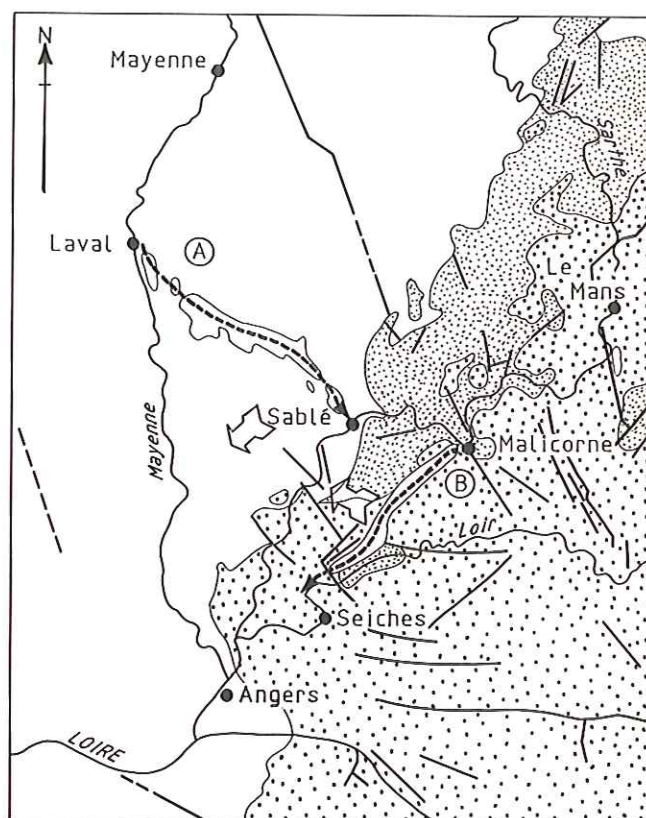 N
Mayenne
Sarthe
Laval
A
Le
Mans
Mayenne
Sablé
Malicorne
B
Loir
Seiches
Angers
LOIRE